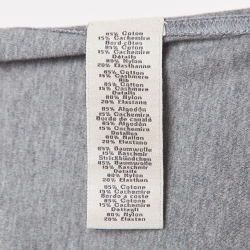 85% Coton
15% Cachemire
Bord côtes
85% Coton
15% Cachemire
Détails
80% Nylon
20% Elasthanne
85% Cotton
15% Cashmere
Rib
85% Cotton
15% Cashmere
Details
80% Nylon
20% Elastane
85% Algodón
15% Cachemira
Borde de canalé
85% Algodón
15% Cachemira
Detalles
80% Nailon
20% Elastano
85% Baumwolle
15% Kaschmir
Strickbündchen
85% Baumwolle
15% Kaschmir
Details
80% Nylon
20% Elasthan
85% Cotone
15% Cachemire
Bordo a coste
85% Cotone
15% Cachemire
Dettagli
80% Nylon
20% Elastan